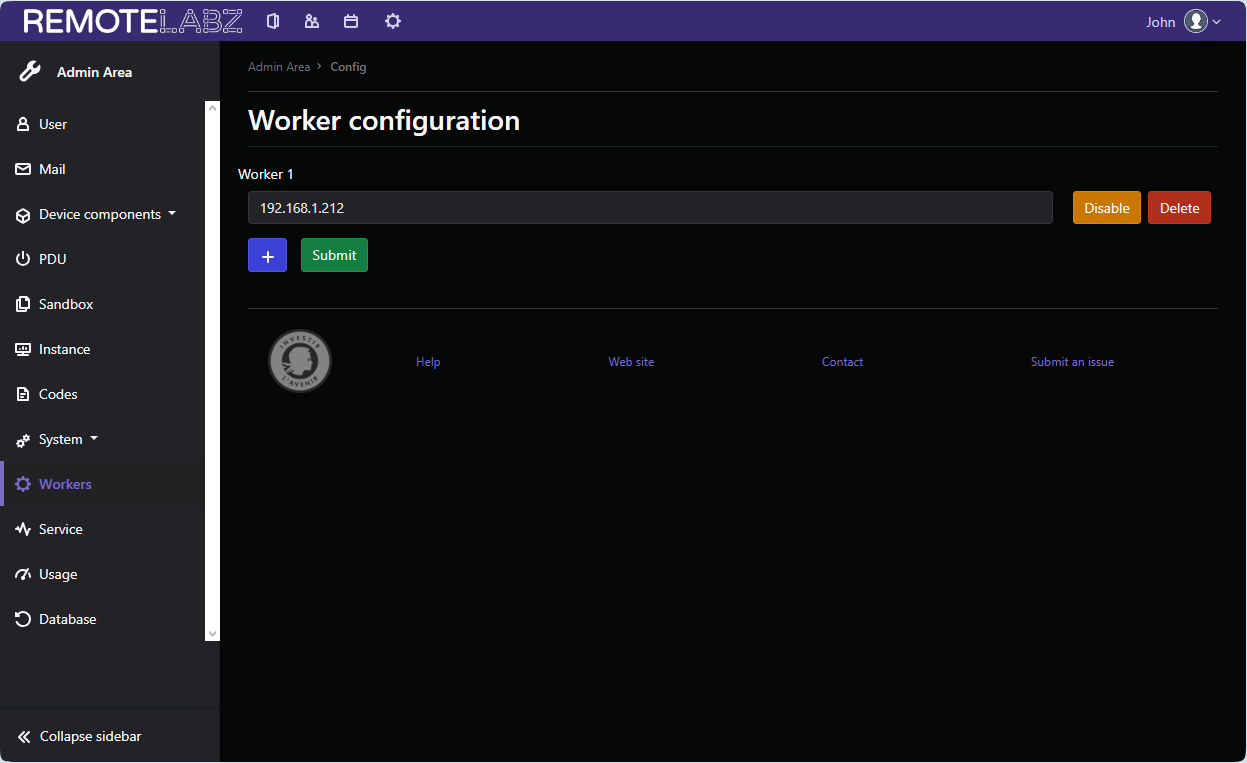 REMOTELABZ
John
Admin Area
User
Mail
Device components
PDU
Sandbox
Instance
Codes
System
Workers
Service
Usage
Database
Collapse sidebar
Admin Area > Config
Worker configuration
Worker 1
192.168.1.212
Disable
Delete
+
Submit
INVESTIR
L'AVENIR
Help
Web site
Contact
Submit an issue